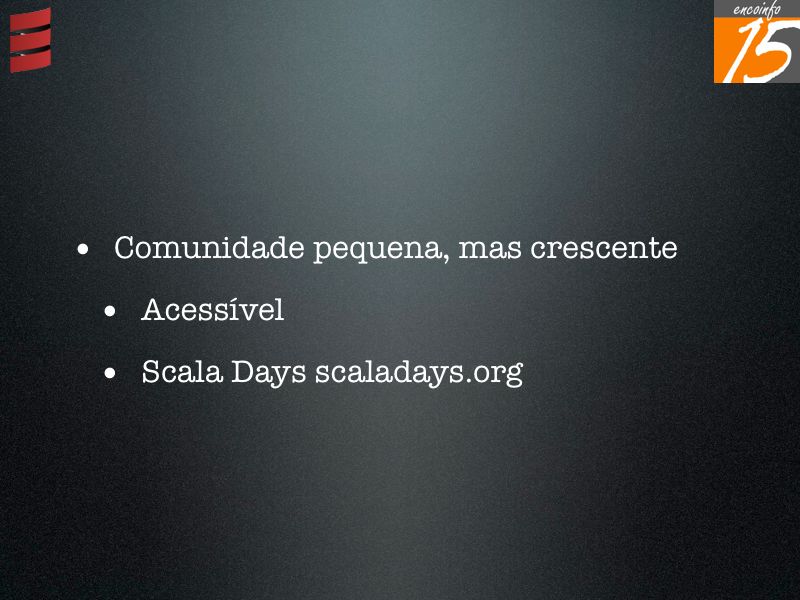 encoinfo
15
• Comunidade pequena, mas crescente
• Acessível
• Scala Days scaladays.org